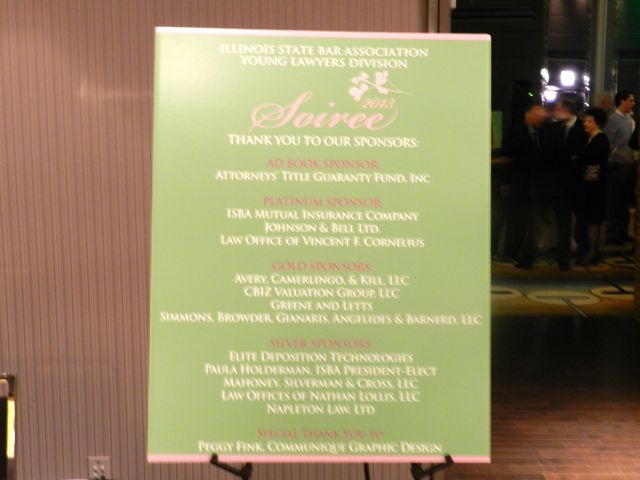 ILLINOIS STATE BAR ASSOCIATION
YOUNG LAWYERS DIVISION
2013
Soiree
THANK YOU TO OUR SPONSORS:
AD BOOK SPONSOR:
ATTORNEYS' TITLE GUARANTY FUND, INC
PLATINUM SPONSOR:
ISBA MUTUAL INSURANCE COMPANY
JOHNSON & BELL LTD.
LAW OFFICE OF VINCENT F. CORNELIUS
GOLD SPONSORS:
AVERY, CAMERLINGO, & KILL, LLC
CBIZ VALUATION GROUP, LLC
GREENE AND LETTS
SIMMONS, BROWDER, GIANARIS, ANGELIDES & BARNERD, LLC
SILVER SPONSORS:
ELITE DEPOSITION TECHNOLOGIES
PAULA HOLDERMAN, ISBA PRESIDENT-ELECT
MAHONEY, SILVERMAN & CROSS, LLC
LAW OFFICES OF NATHAN LOLLIS, LLC
NAPLETON LAW, LTD
SPECIAL THANK YOU TO
PEGGY FINK, COMMUNIQUE GRAPHIC DESIGN